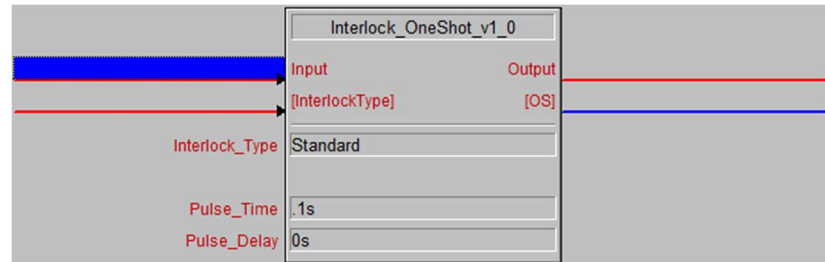 Interlock_OneShot_v1_0
Input Output
[InterlockType] [OS]
Interlock_Type Standard
Pulse_Time .1s
Pulse_Delay 0s